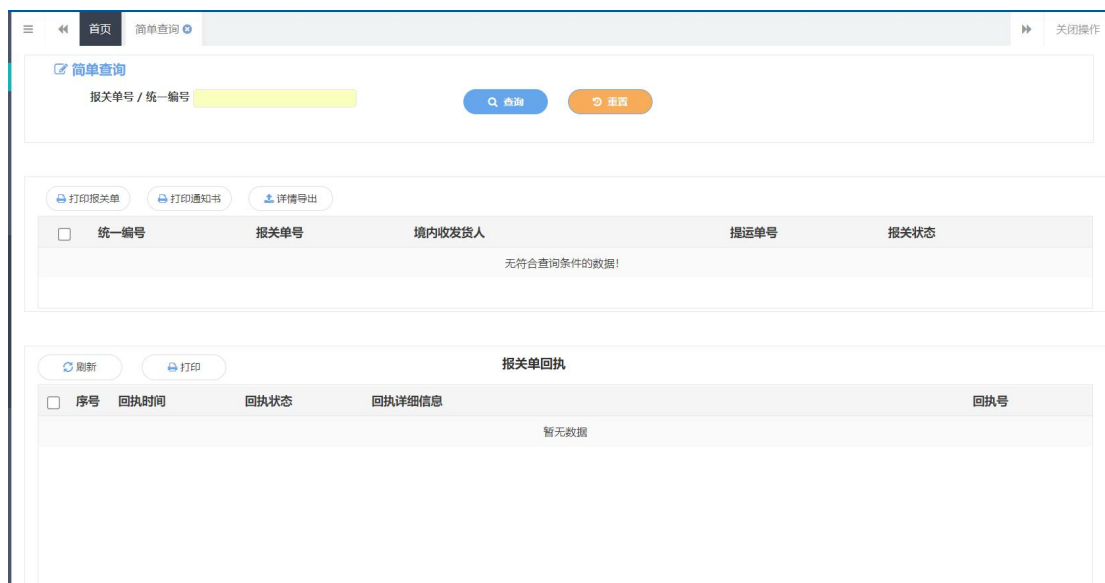 首页 简单查询 关闭操作
简单查询
报关单号 / 统一编号 查询 重置
打印报关单 打印通知书 详情导出
统一编号 报关单号 境内收发货人 提运单号 报关状态
无符合查询条件的数据!
刷新 打印 报关单回执
序号 回执时间 回执状态 回执详细信息 回执号
暂无数据